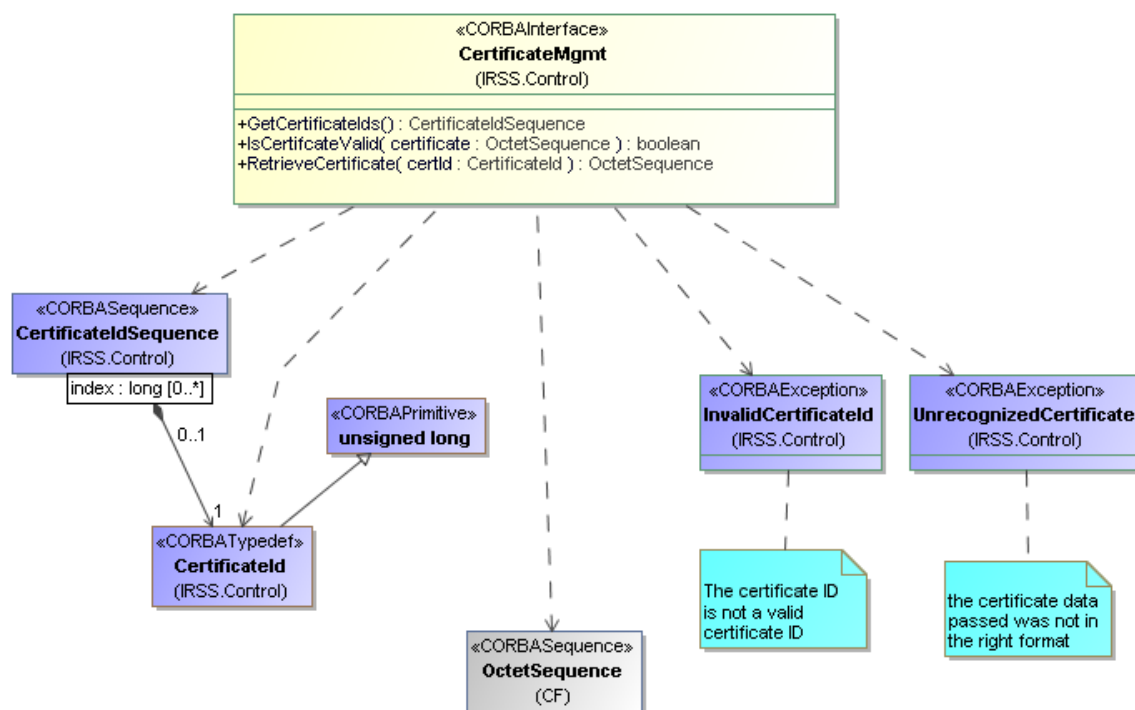 «CORBAInterface»
CertificateMgmt
(IRSS.Control)
+GetCertificateIds() : CertificateIdSequence
+IsCertifcateValid( certificate : OctetSequence ) : boolean
+RetrieveCertificate( certId : CertificateId ) : OctetSequence
«CORBASequence»
CertificateIdSequence
(IRSS.Control)
index : long [0..*]
0..1
1
«CORBAPrimitive»
unsigned long
«CORBATypedef»
CertificateId
(IRSS.Control)
«CORBASequence»
OctetSequence
(CF)
«CORBAException»
InvalidCertificateId
(IRSS.Control)
The certificate ID
is not a valid
certificate ID
«CORBAException»
UnrecognizedCertificate
(IRSS.Control)
the certificate data
passed was not in
the right format